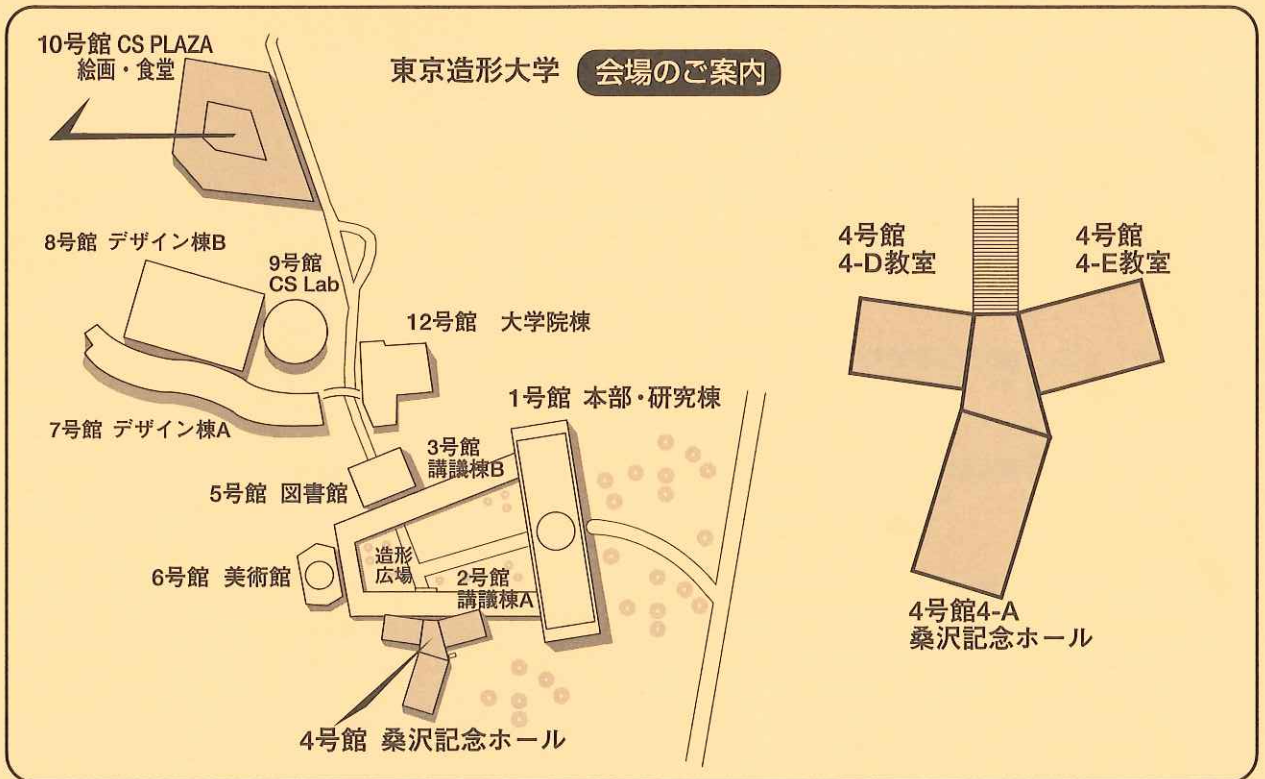 東京造形大学 会場のご案内
10号館 CS PLAZA
絵画・食堂
8号館 デザイン棟B
9号館
CS Lab
12号館 大学院棟
7号館 デザイン棟A
1号館 本部・研究棟
3号館
講議棟B
5号館 図書館
造形
広場
6号館 美術館
2号館
講議棟A
4号館 桑沢記念ホール
4号館
4-D教室
4号館
4-E教室
4号館4-A
桑沢記念ホール